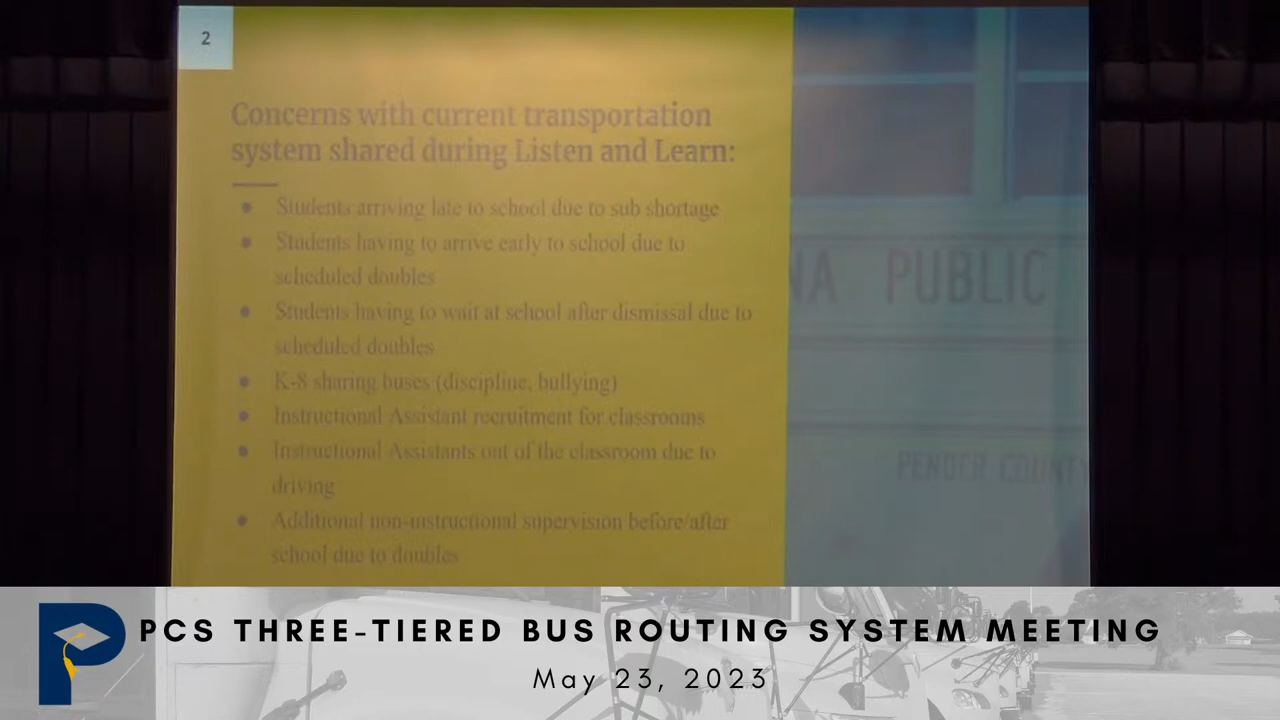 2
Concerns with current transportation
system shared during Listen and Learn:
● Students arriving late to school due to sub shortage
● Students having to arrive early to school due to
scheduled doubles
● Students having to wait at school after dismissal due to
scheduled doubles
● K-8 sharing buses (discipline, bullying)
● Instructional Assistant recruitment for classrooms
● Instructional Assistants out of the classroom due to
driving
● Additional non-instructional supervision before/after
school due to doubles
NA PUBLIC
PENDER COUNTY
P
PCS THREE-TIERED BUS ROUTING SYSTEM MEETING
May 23, 2023